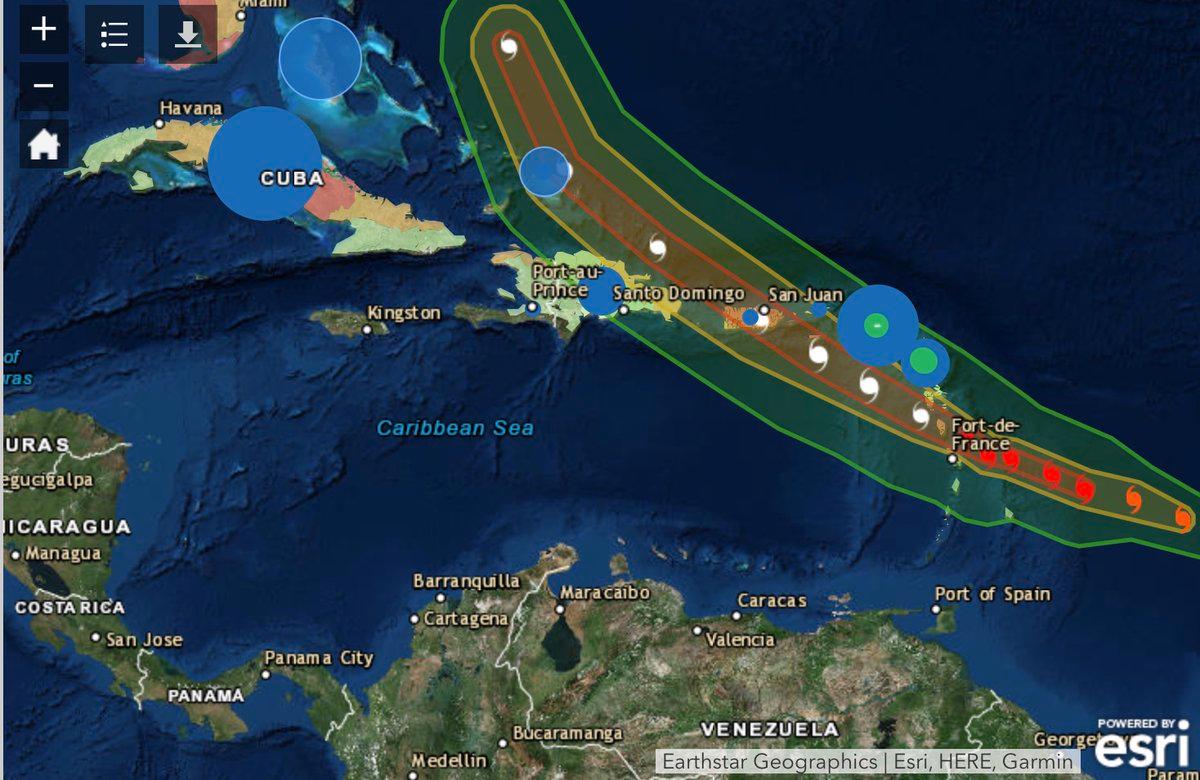 Miami
+
−
Havana
CUBA
Port-au-
Prince
Santo Domingo
San Juan
Kingston
of
ras
Caribbean Sea
Fort-de-
France
URAS
egucigalpa
NICARAGUA
Managua
COSTA RICA
San Jose
Panama City
PANAMA
Barranquilla
Cartagena
Maracaibo
Caracas
Valencia
Port of Spain
Bucaramanga
VENEZUELA
Medellin
Georget
Param
POWERED BY
esri
Earthstar Geographics | Esri, HERE, Garmin